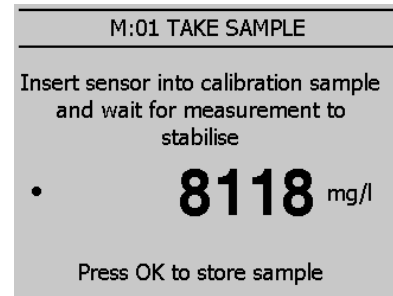 M:01 TAKE SAMPLE
Insert sensor into calibration sample
and wait for measurement to
stabilise
• 8118 mg/l
Press OK to store sample